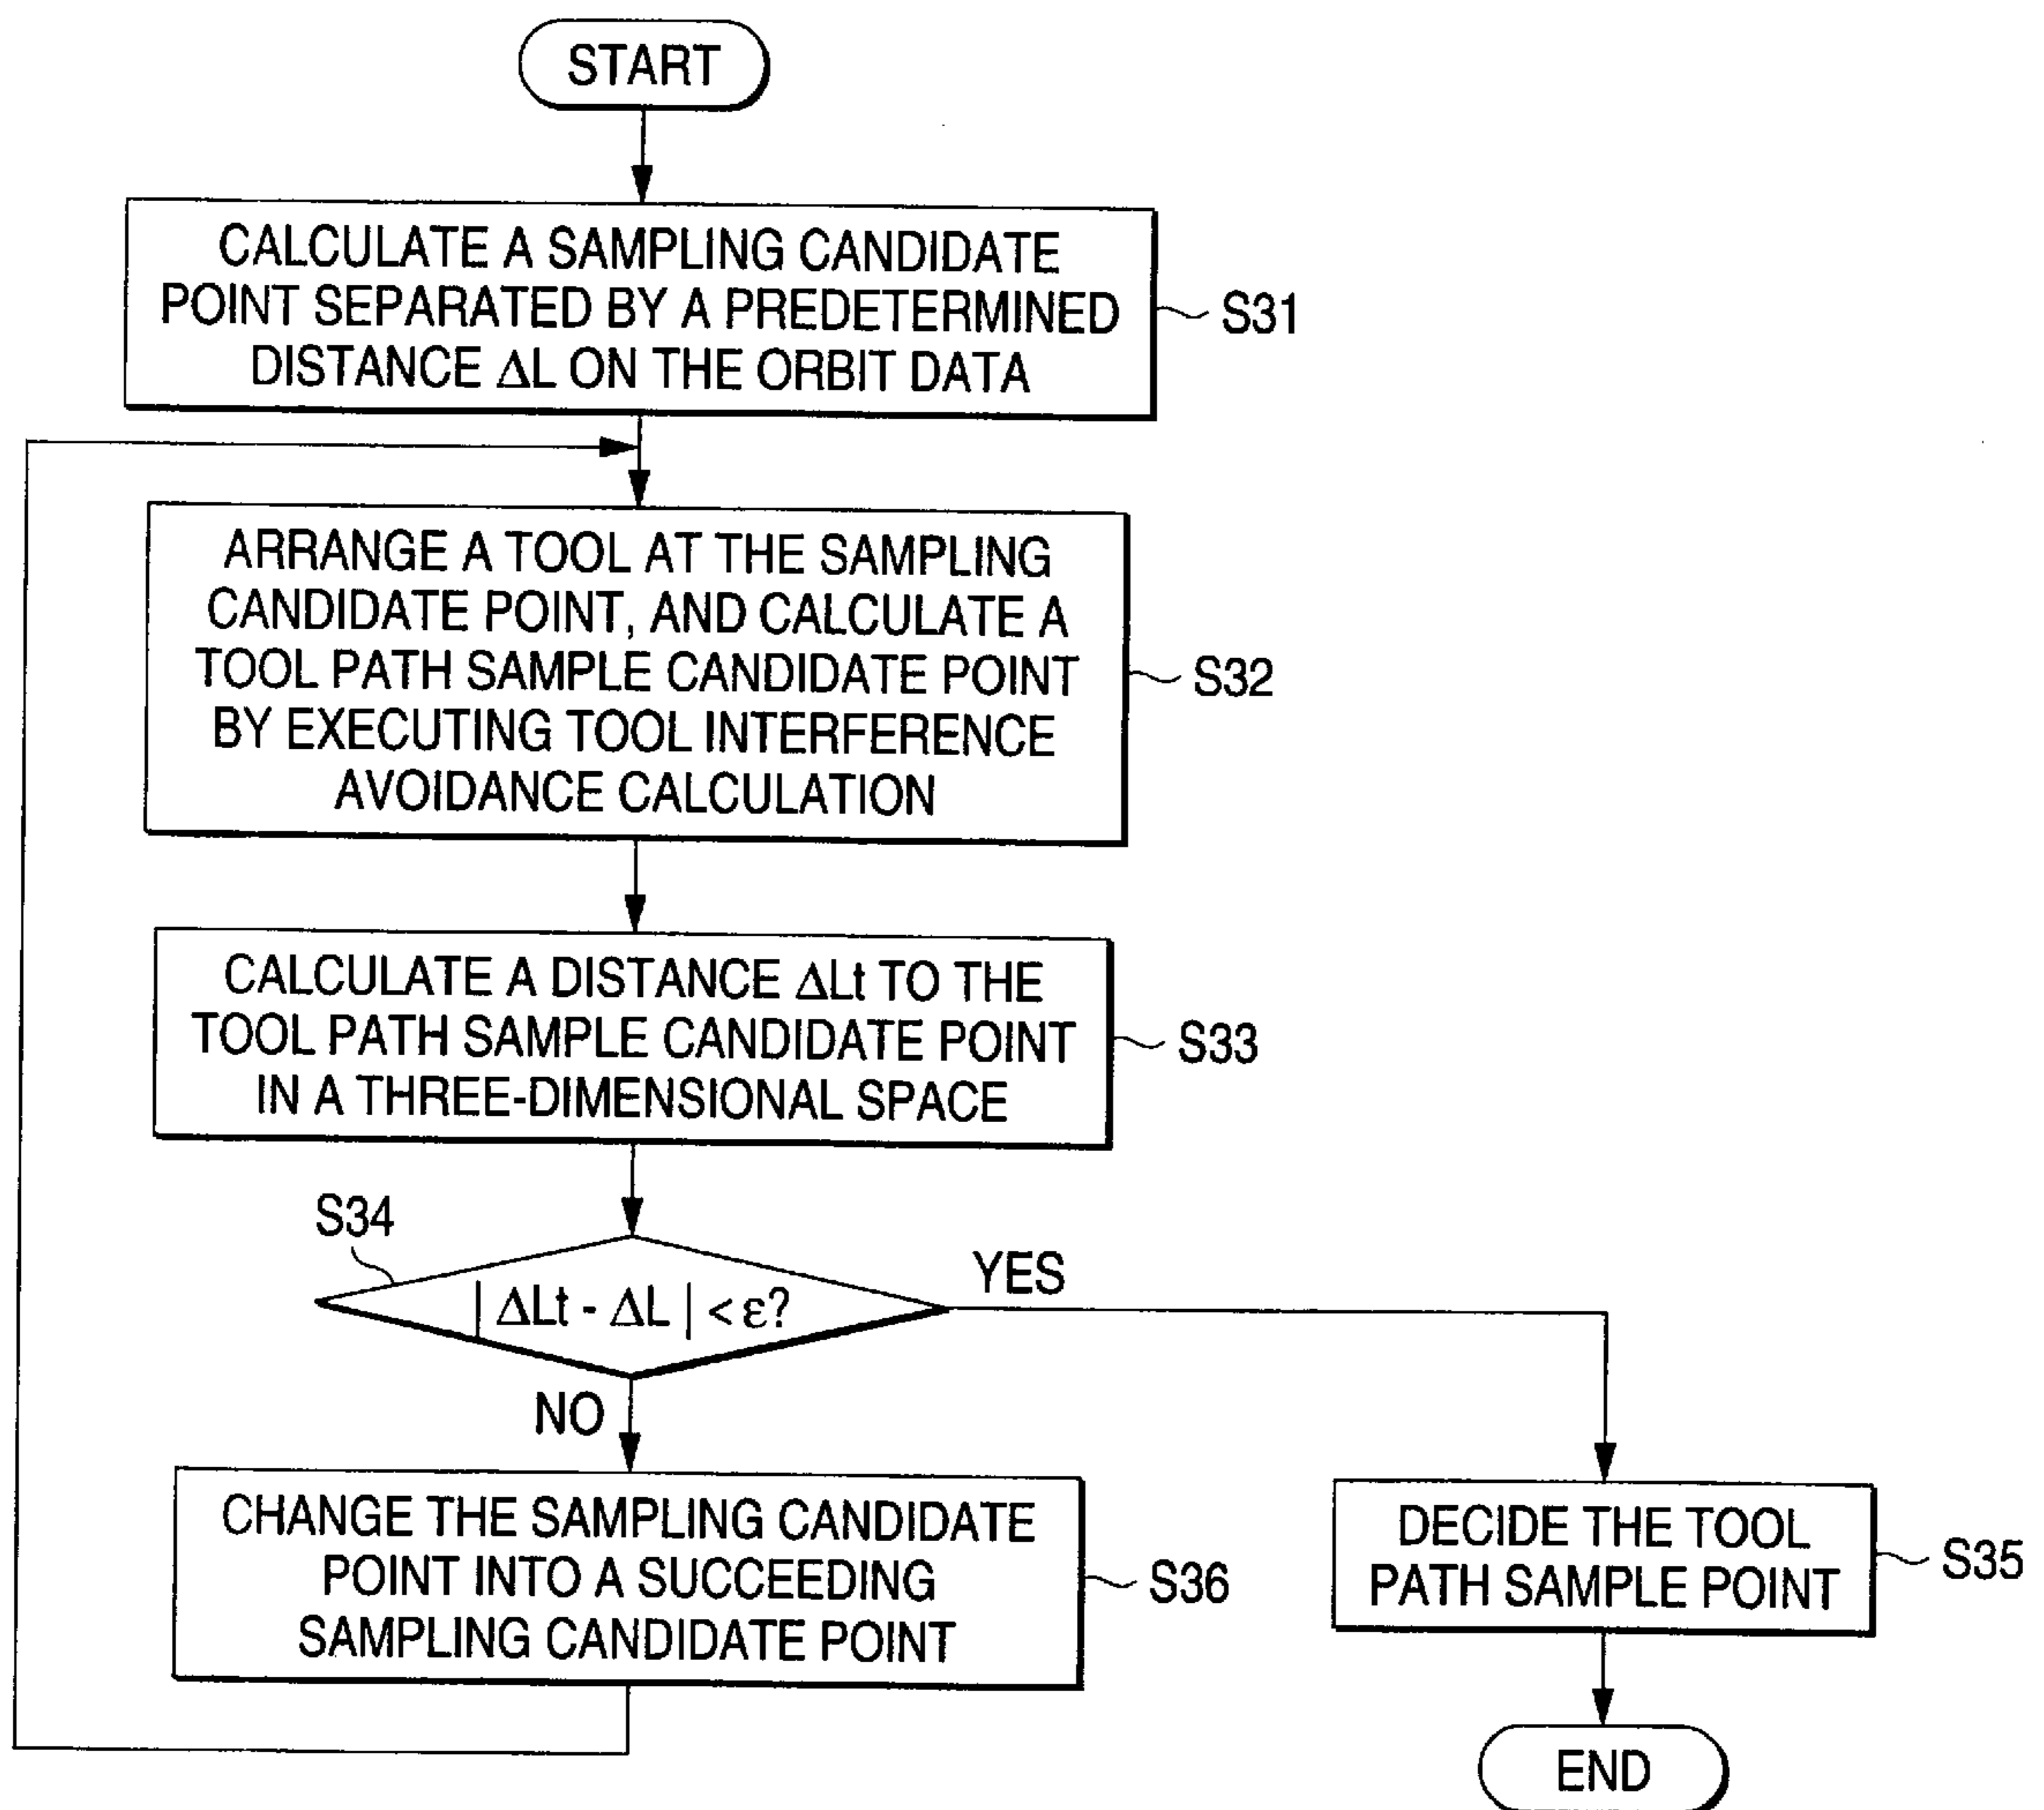 START
CALCULATE A SAMPLING CANDIDATE
POINT SEPARATED BY A PREDETERMINED
DISTANCE ΔL ON THE ORBIT DATA
S31
ARRANGE A TOOL AT THE SAMPLING
CANDIDATE POINT, AND CALCULATE A
TOOL PATH SAMPLE CANDIDATE POINT
BY EXECUTING TOOL INTERFERENCE
AVOIDANCE CALCULATION
S32
CALCULATE A DISTANCE ΔLt TO THE
TOOL PATH SAMPLE CANDIDATE POINT
IN A THREE-DIMENSIONAL SPACE
S33
S34
| ΔLt - ΔL | < ε?
YES
NO
CHANGE THE SAMPLING CANDIDATE
POINT INTO A SUCCEEDING
SAMPLING CANDIDATE POINT
S36
DECIDE THE TOOL
PATH SAMPLE POINT
S35
END